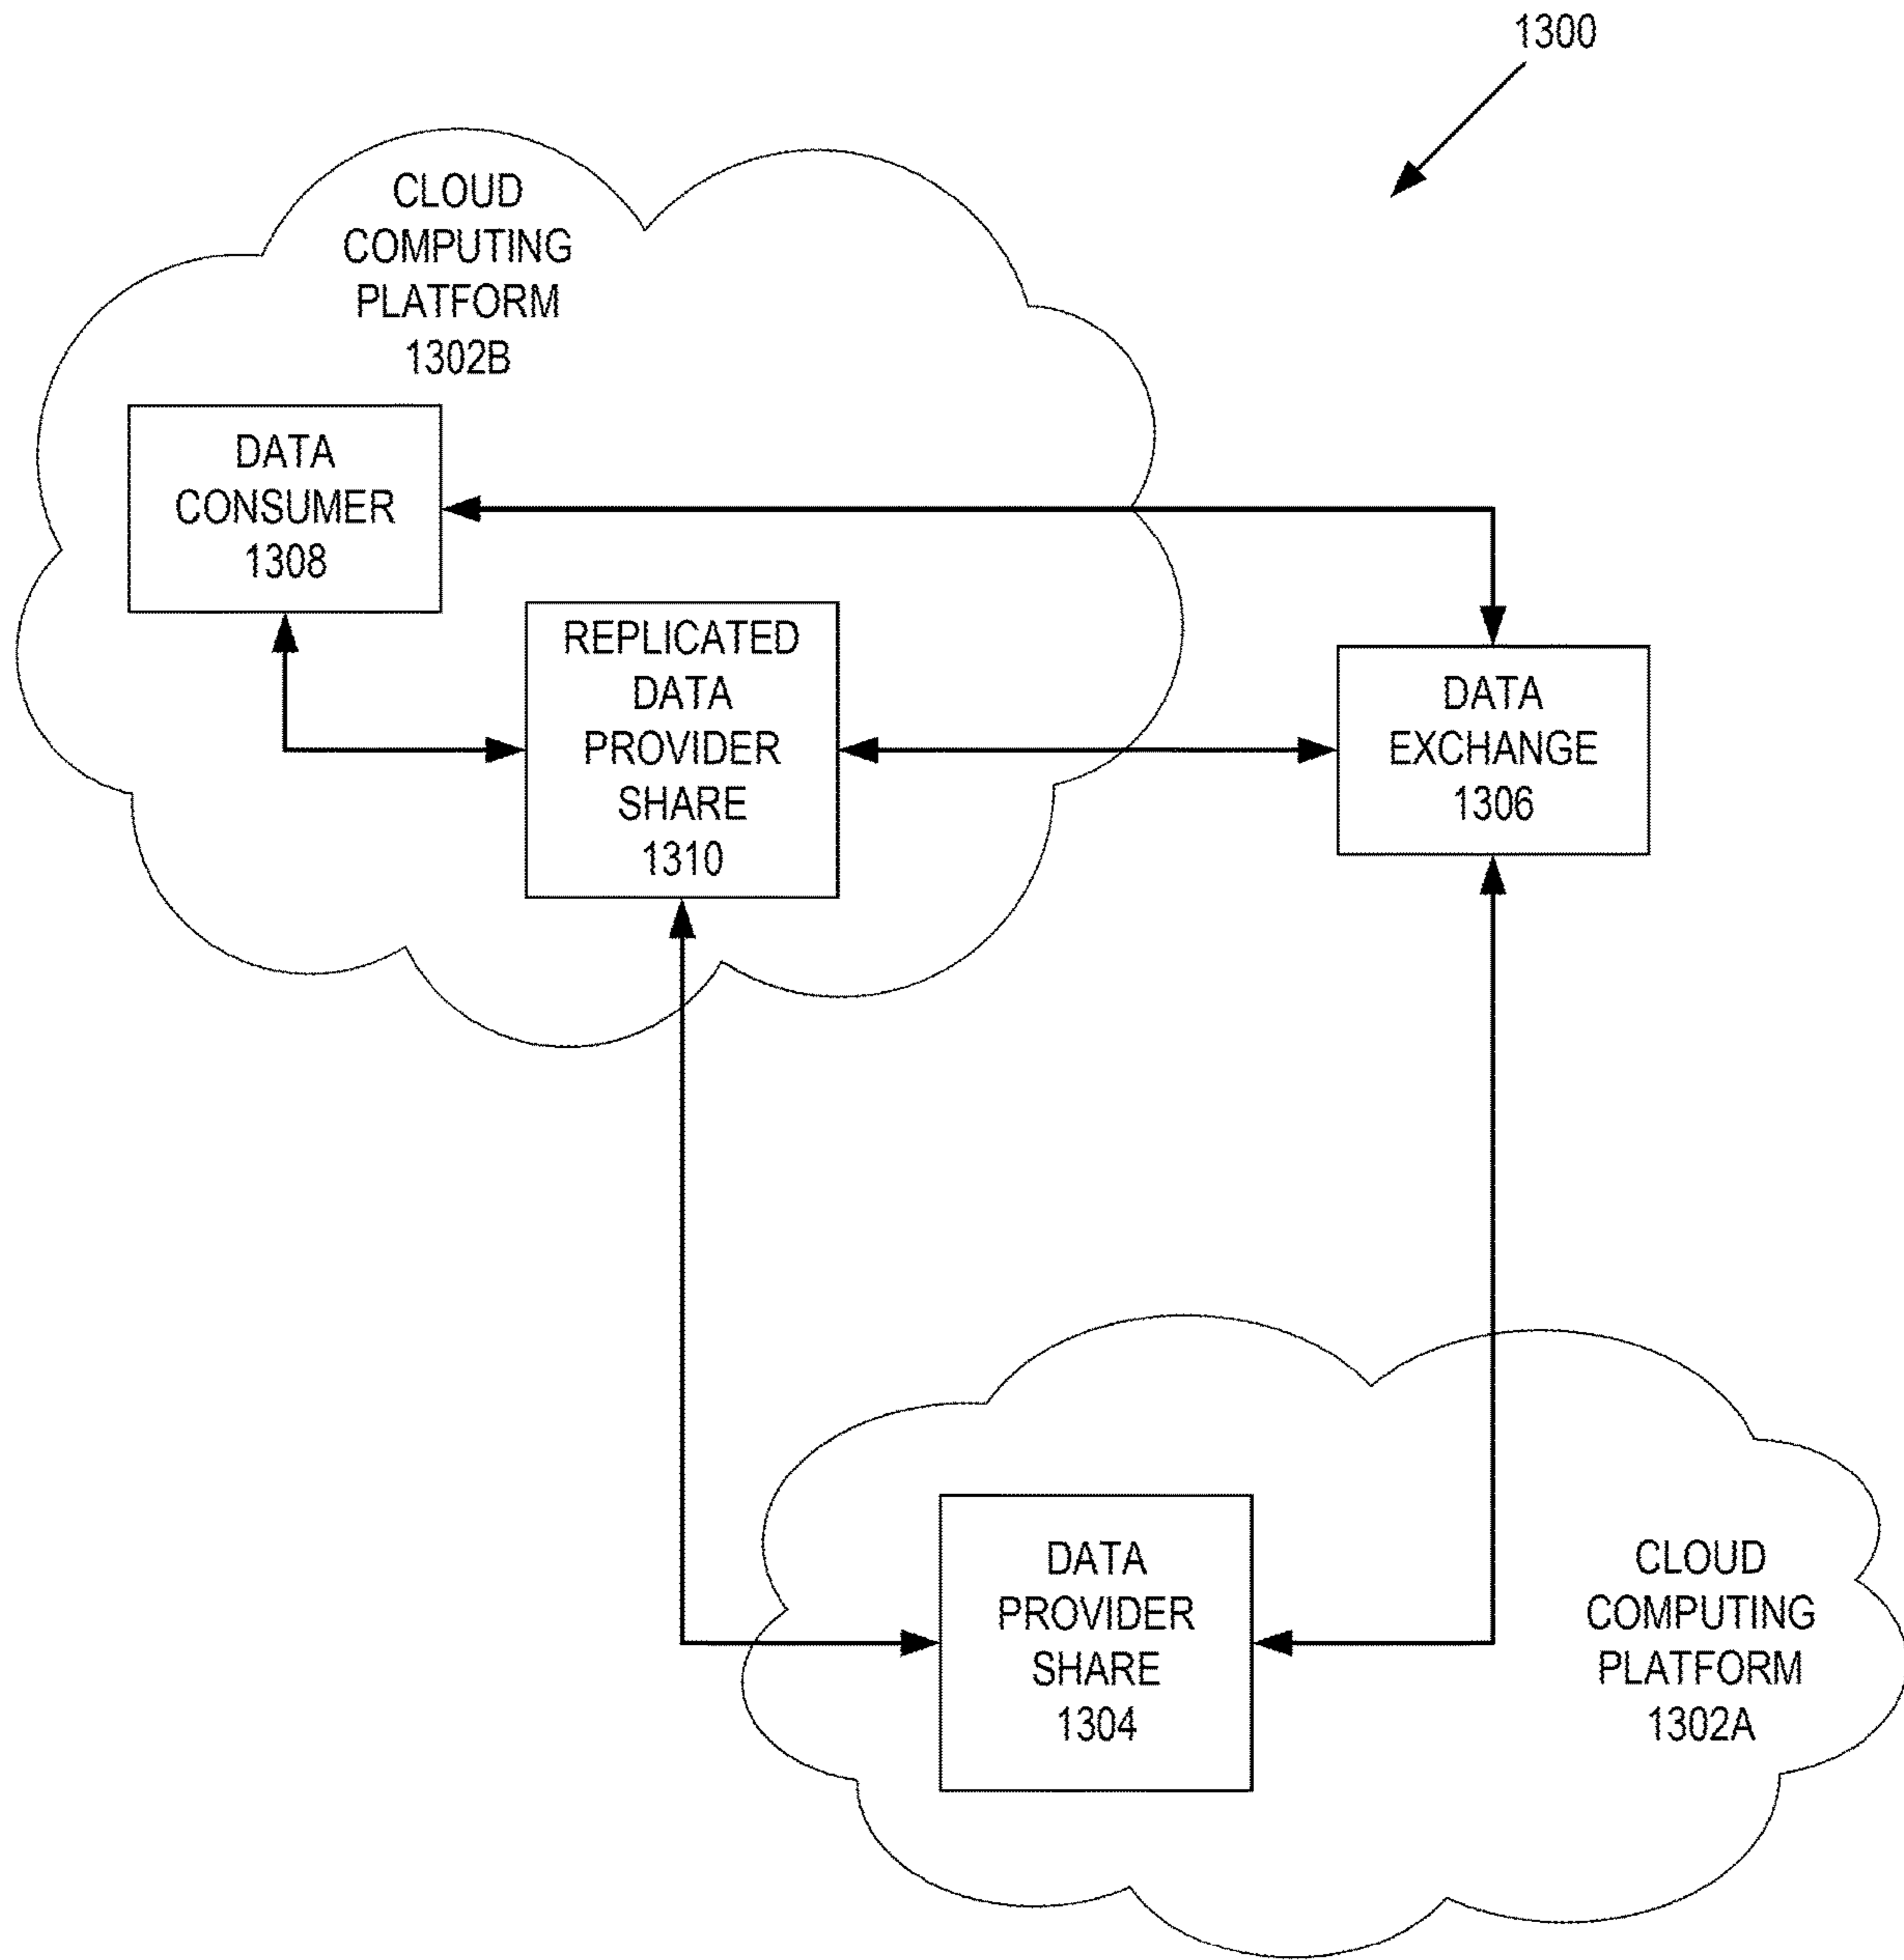 1300
CLOUD
COMPUTING
PLATFORM
1302B
DATA
CONSUMER
1308
REPLICATED
DATA
PROVIDER
SHARE
1310
DATA
EXCHANGE
1306
DATA
PROVIDER
SHARE
1304
CLOUD
COMPUTING
PLATFORM
1302A